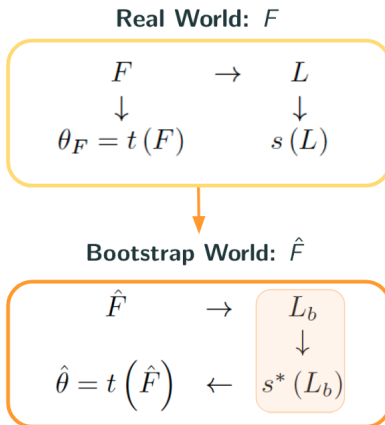 Real World: F
F → L
↓ ↓
θ_F = t (F) s (L)
Bootstrap World: F̂
F̂ → L_b
↓
θ̂ = t (F̂) ← s* (L_b)